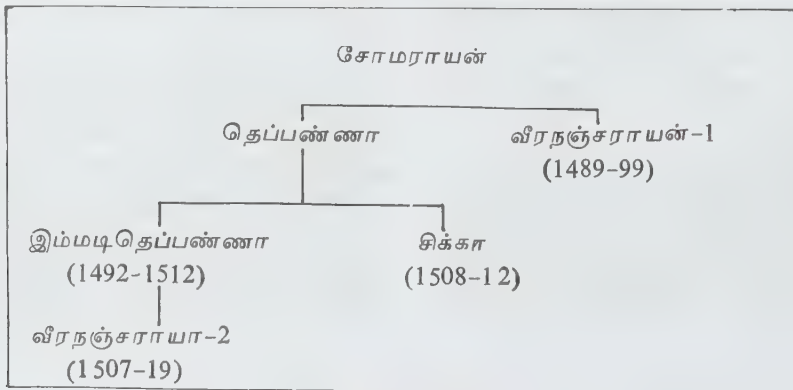 சோமராயன்
தெப்பண்ணா வீரநஞ்சராயன்-1
(1489-99)
இம்மடிதெப்பண்ணா சிக்கா
(1492-1512) (1508-12)
வீரநஞ்சராயா-2
(1507-19)